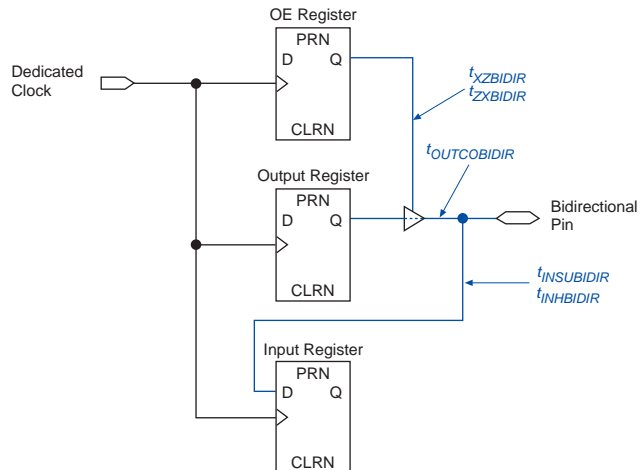 OE Register
PRN
D Q
CLRN
Dedicated
Clock
tXZBIDIR
tZXBIDIR
tOUTCOBIDIR
Output Register
PRN
D Q
CLRN
Bidirectional
Pin
tINSUBIDIR
tINHBIDIR
Input Register
PRN
D Q
CLRN